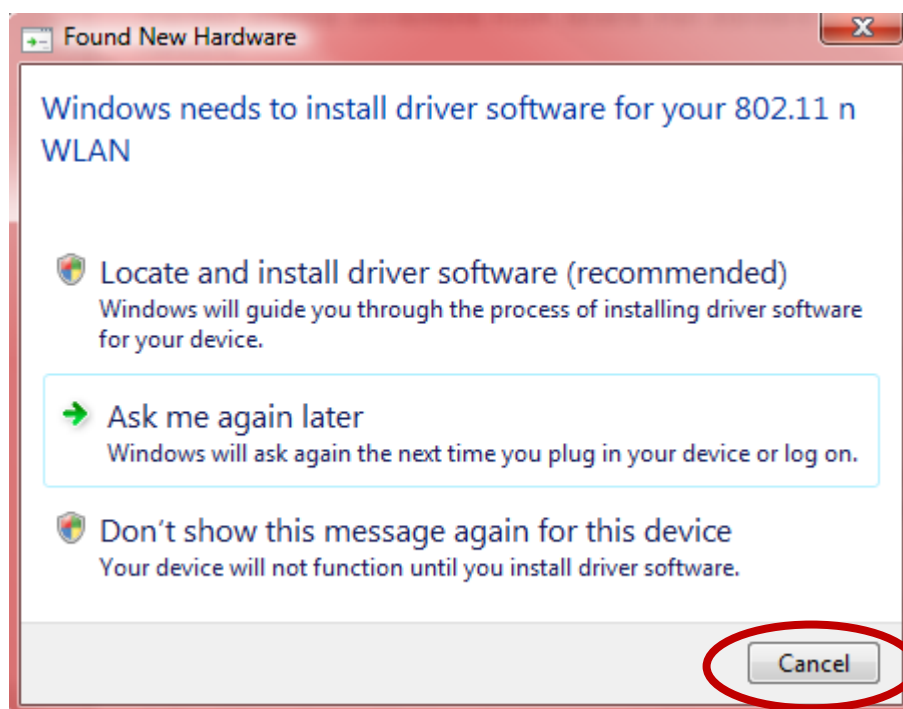 Found New Hardware
Windows needs to install driver software for your 802.11 n
WLAN
Locate and install driver software (recommended)
Windows will guide you through the process of installing driver software
for your device.
Ask me again later
Windows will ask again the next time you plug in your device or log on.
Don't show this message again for this device
Your device will not function until you install driver software.
Cancel